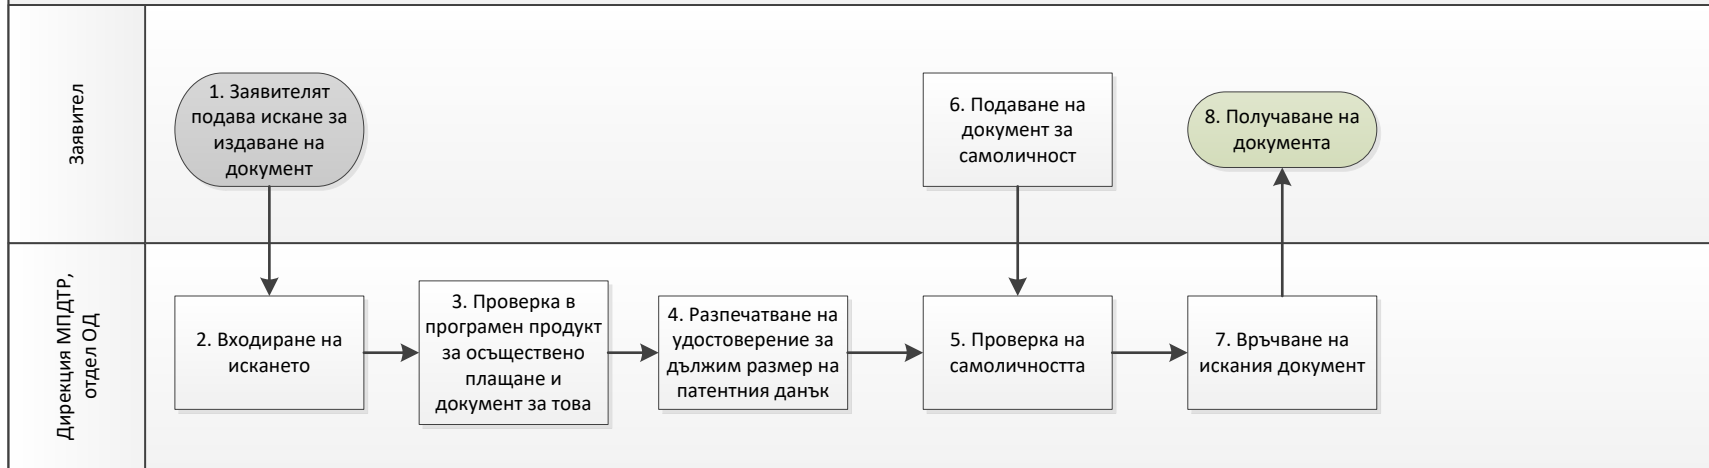 Заявител
1. Заявителят
подава искане за
издаване на
документ
6. Подаване на
документ за
самоличност
8. Получаване на
документа
Дирекция МПДТР,
отдел ОД
2. Входиране на
искането
3. Проверка в
програмен продукт
за осъществено
плащане и
документ за това
4. Разпечатване на
удостоверение за
дължим размер на
патентния данък
5. Проверка на
самоличността
7. Връчване на
искания документ